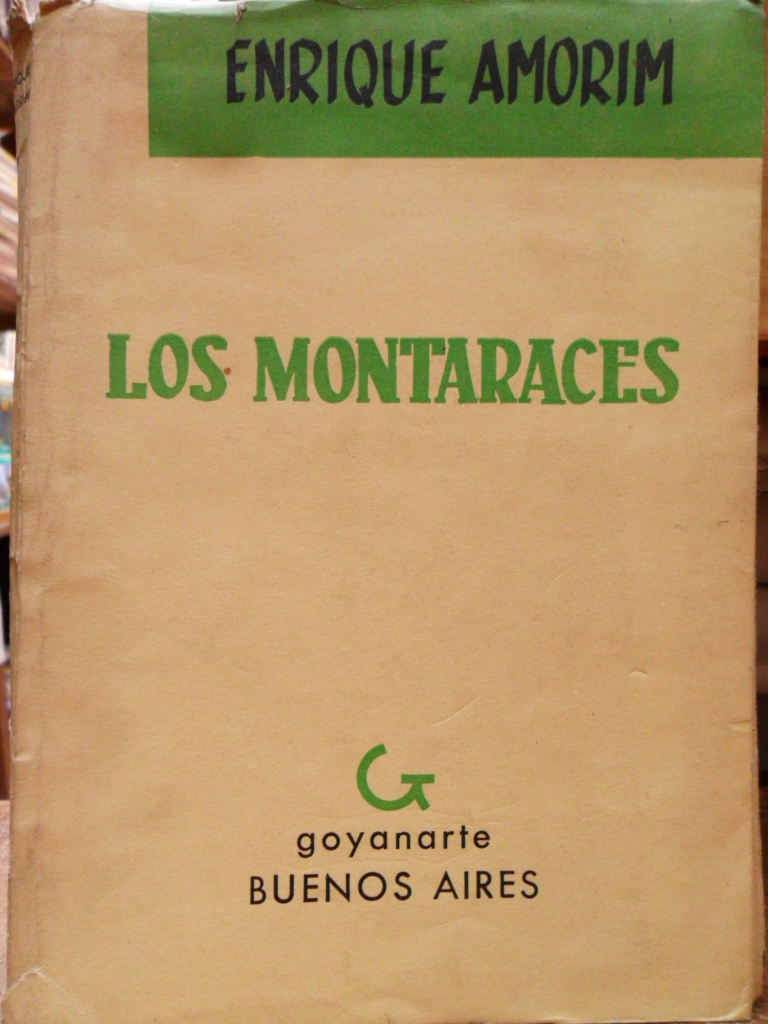 ENRIQUE AMORIM
LOS MONTARACES
goyanarte
BUENOS AIRES